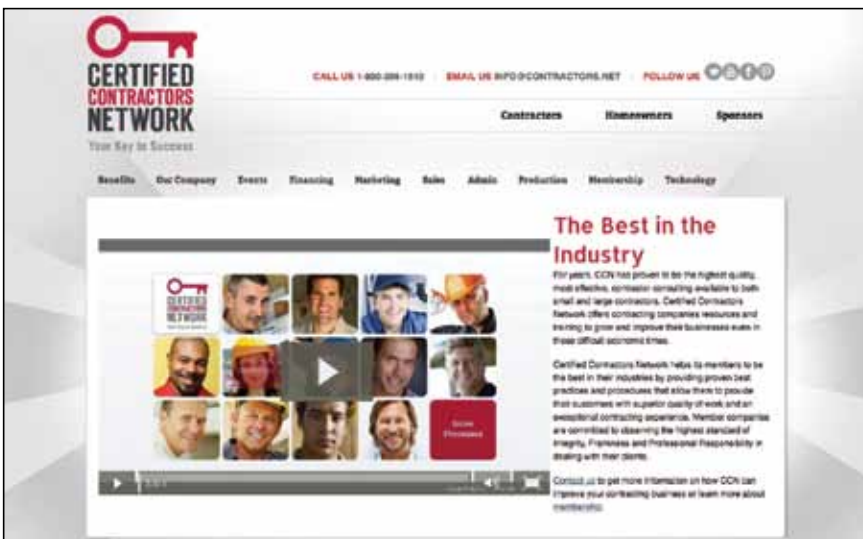 CERTIFIED
CONTRACTORS
NETWORK
Your Key to Success
CALL US EMAIL US INFO@CONTRACTORS.NET FOLLOW US
Contractors Homeowners Sponsors
Benefits Our Company Events Financing Marketing Sales Admin Production Membership Technology
The Best in the
Industry
For years, CCN has proven to be the highest quality,
most effective, contractor consulting available to both
small and large contractors. Certified Contractors
Network offers contracting companies resources and
training to grow and improve their businesses even in
these difficult economic times.
Certified Contractors Network helps its members to be
the best in their industries by providing proven best
practices and procedures that allow them to provide
their customers with superior quality of work and an
exceptional contracting experience. Member companies
are committed to observing the highest standard of
Integrity, Frankness and Professional Responsibility in
dealing with their clients.
Contact us to get more information on how CCN can
improve your contracting business or learn more about
membership.
CERTIFIED
CONTRACTORS
NETWORK